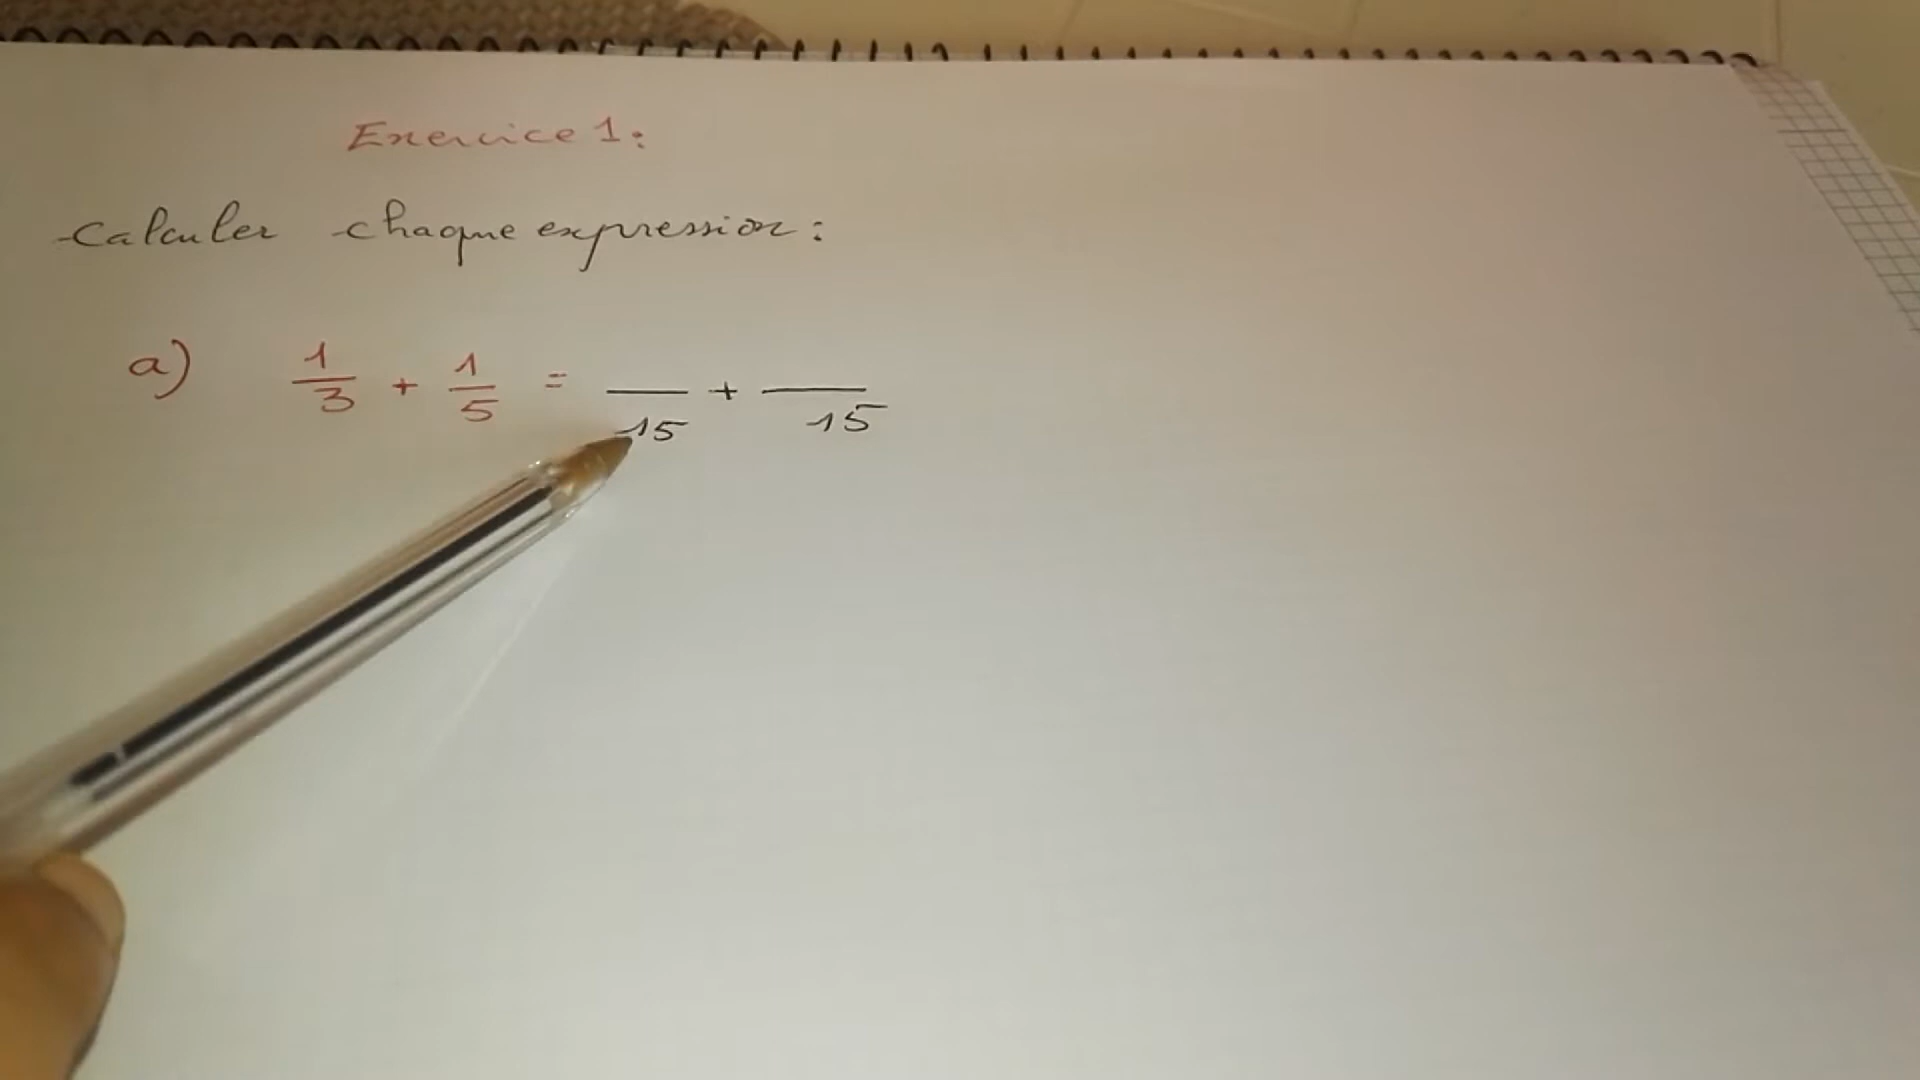 Exercice 1:
Calculer chaque expression:
a) 1/3 + 1/5 = /15 + /15